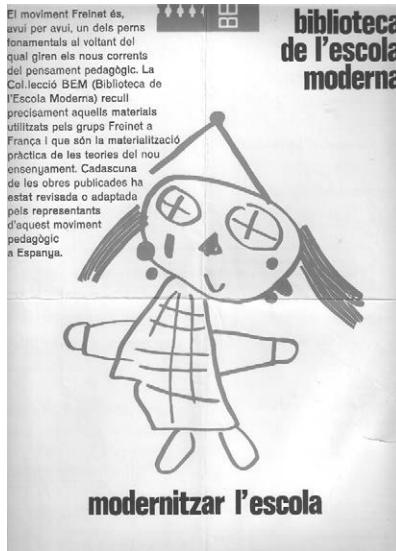 El moviment Freinet és,
avui per avui, un dels perns
fonamentals al voltant del
qual giren els nous corrents
del pensament pedagògic. La
Col.lecció BEM (Biblioteca de
l'Escola Moderna) recull
precisament aquells materials
utilitzats pels grups Freinet a
França i que són la materialització
pràctica de les teories del nou
ensenyament. Cadascuna
de les obres publicades ha
estat revisada o adaptada
pels representants
d'aquest moviment
pedagògic
a Espanya.
BE
biblioteca
de l'escola
moderna
modernitzar l'escola